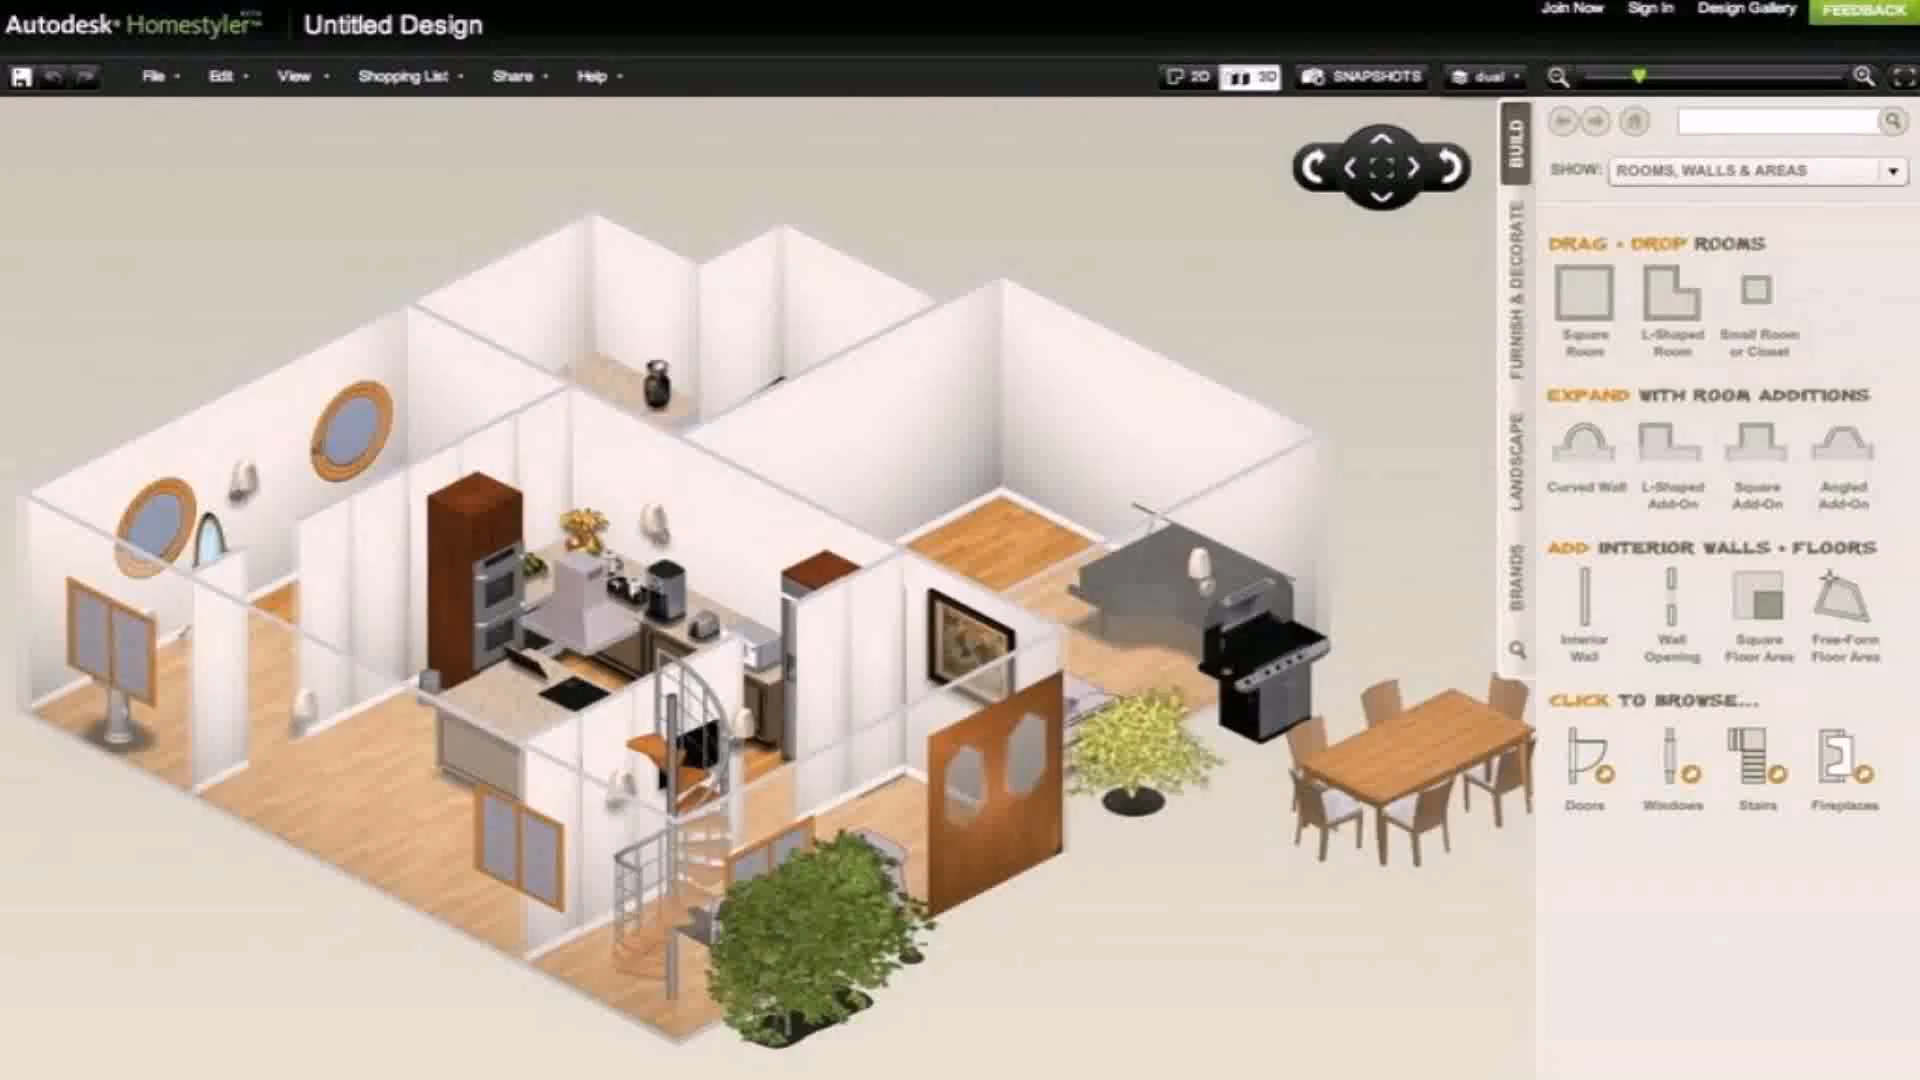 Autodesk® Homestyler™ BETA
Untitled Design
Join Now
Sign In
Design Gallery
FEEDBACK
File
Edit
View
Shopping List
Share
Help
2D
3D
SNAPSHOTS
dual
BUILD
FURNISH & DECORATE
LANDSCAPE
BRANDS
SHOW: ROOMS, WALLS & AREAS
DRAG + DROP ROOMS
Square Room
L-Shaped Room
Small Room or Closet
EXPAND WITH ROOM ADDITIONS
Curved Wall
L-Shaped Add-On
Square Add-On
Angled Add-On
ADD INTERIOR WALLS + FLOORS
Interior Wall
Wall Opening
Square Floor Area
Free-Form Floor Area
CLICK TO BROWSE...
Doors
Windows
Stairs
Fireplaces